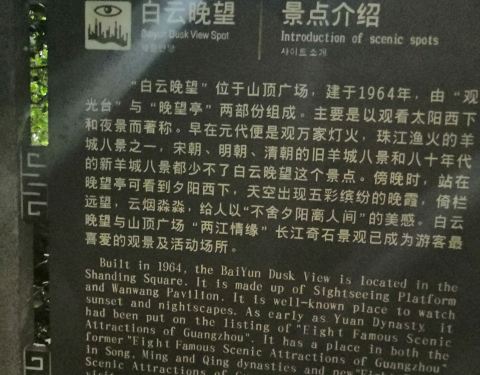 白云晚望
Baiyun Dusk View Spot
景点介绍
Introduction of scenic spots
사이트소개
“白云晚望”位于山顶广场，建于1964年，由“观
光台”与“晚望亭”两部份组成。主要是以观看太阳西下
和夜景而著称。早在元代便是观万家灯火，珠江渔火的羊
城八景之一，宋朝、明朝、清朝的旧羊城八景和八十年代
的新羊城八景都少不了白云晚望这个景点。傍晚时，站在
晚望亭可看到夕阳西下，天空出现五彩缤纷的晚霞，倚栏
远望，云烟淼淼，给人以“不舍夕阳离人间”的美感。白云
晚望与山顶广场“两江情缘”长江奇石景观已成为游客最
喜爱的观景及活动场所。
Built in 1964, the BaiYun Dusk View is located in the
Shanding Square. It is made up of Sightseeing Platform
and Wanwang Pavilion. It is well-known place to watch
sunset and nightscapes. As early as Yuan Dynasty, it
had been put on the listing of "Eight Famous Scenic
Attractions of Guangzhou". It has a place in both the
former "Eight Famous Scenic Attractions of Guangzhou"
in Song, Ming and Qing dynasties and new "Eight Famous
Scenic Attractions of